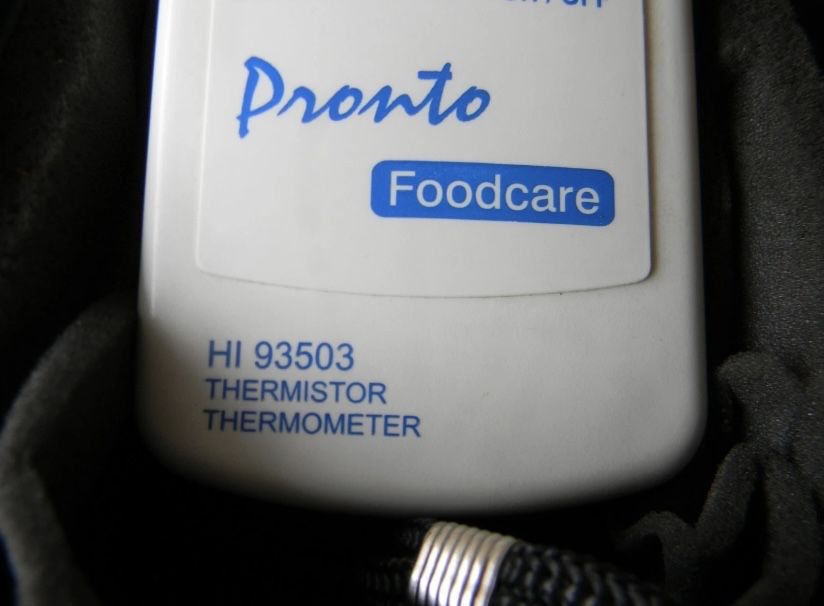 Pronto
Foodcare
HI 93503
THERMISTOR
THERMOMETER